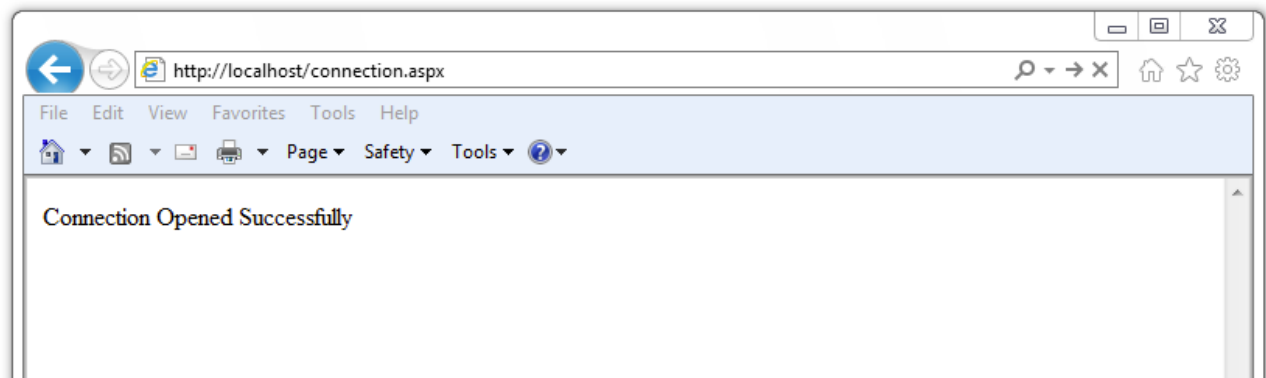 http://localhost/connection.aspx
File Edit View Favorites Tools Help
Page Safety Tools
Connection Opened Successfully